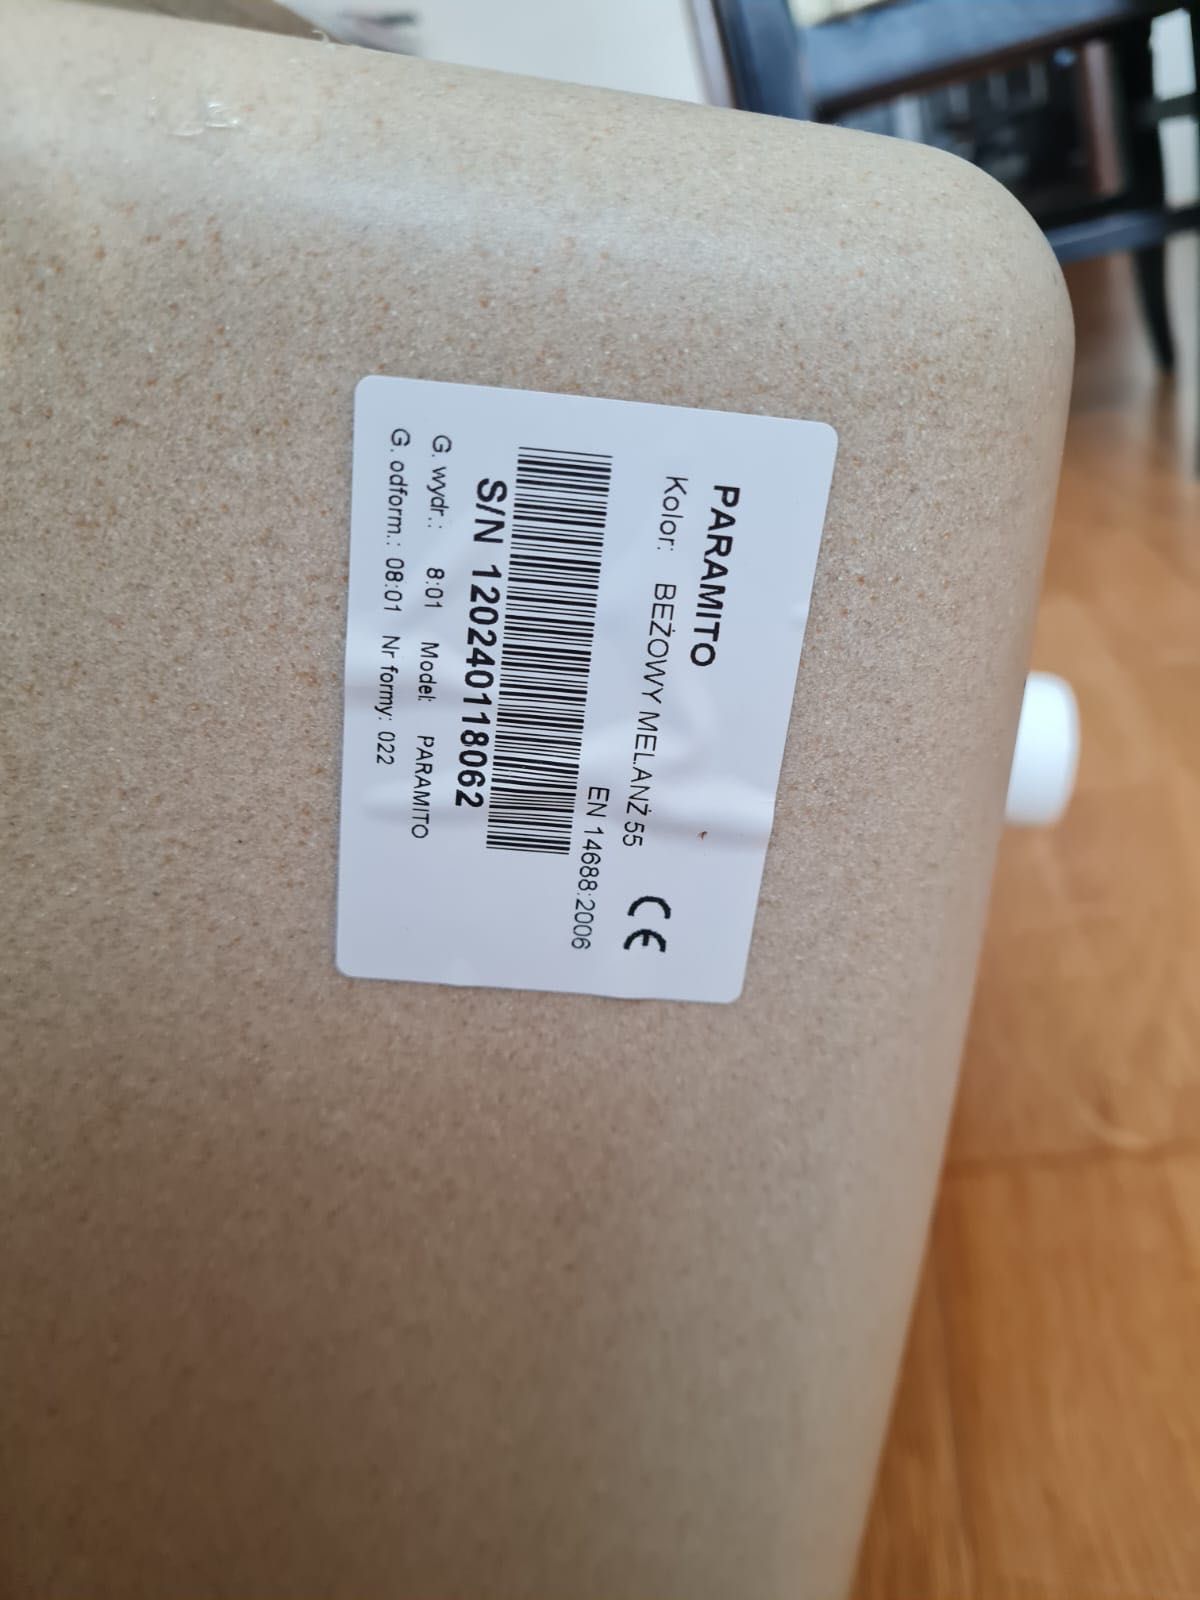 PARAMITO
Kolor: BEŻOWY MELANŻ 55
CE
EN 14688:2006
S/N 120240118062
G. wydr.: 8:01 Model: PARAMITO
G. odform.: 08:01 Nr formy: 022